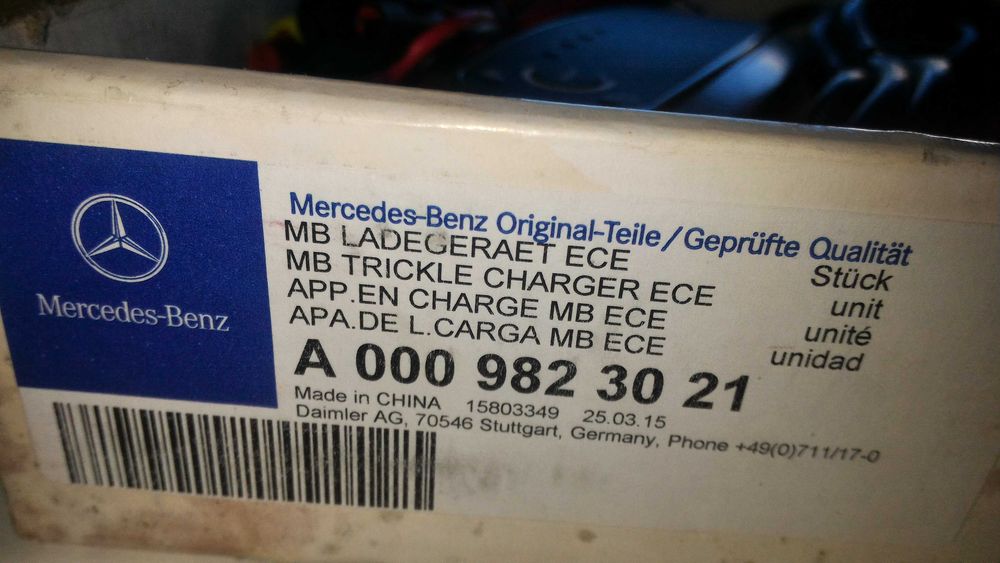 Mercedes-Benz
Mercedes-Benz Original-Teile/Geprüfte Qualität
MB LADEGERAET ECE Stück
MB TRICKLE CHARGER ECE unit
APP.EN CHARGE MB ECE unité
APA.DE L.CARGA MB ECE unidad
A 000 982 30 21
Made in CHINA 15803349 25.03.15
Daimler AG, 70546 Stuttgart, Germany, Phone +49(0)711/17-0